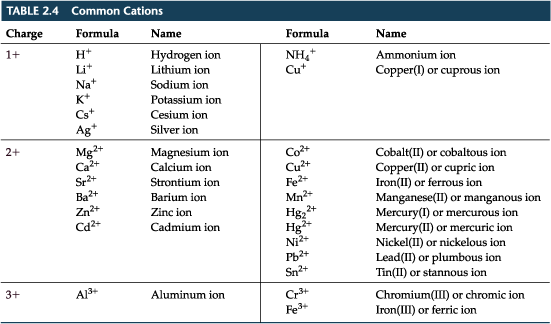 TABLE 2.4 Common Cations
Charge Formula Name Formula Name
1+ H⁺ Hydrogen ion NH₄⁺ Ammonium ion
Li⁺ Lithium ion Cu⁺ Copper(I) or cuprous ion
Na⁺ Sodium ion
K⁺ Potassium ion
Cs⁺ Cesium ion
Ag⁺ Silver ion
2+ Mg²⁺ Magnesium ion Co²⁺ Cobalt(II) or cobaltous ion
Ca²⁺ Calcium ion Cu²⁺ Copper(II) or cupric ion
Sr²⁺ Strontium ion Fe²⁺ Iron(II) or ferrous ion
Ba²⁺ Barium ion Mn²⁺ Manganese(II) or manganous ion
Zn²⁺ Zinc ion Hg₂²⁺ Mercury(I) or mercurous ion
Cd²⁺ Cadmium ion Hg²⁺ Mercury(II) or mercuric ion
Ni²⁺ Nickel(II) or nickelous ion
Pb²⁺ Lead(II) or plumbous ion
Sn²⁺ Tin(II) or stannous ion
3+ Al³⁺ Aluminum ion Cr³⁺ Chromium(III) or chromic ion
Fe³⁺ Iron(III) or ferric ion